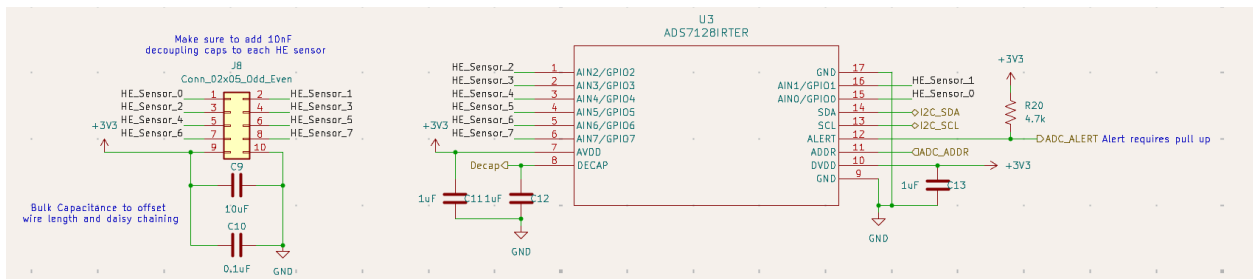 Make sure to add 10nF
decoupling caps to each HE sensor
J8
Conn_02x05_Odd_Even
HE_Sensor_0 1 2 HE_Sensor_1
HE_Sensor_2 3 4 HE_Sensor_3
HE_Sensor_4 5 6 HE_Sensor_5
HE_Sensor_6 7 8 HE_Sensor_7
+3V3 9 10
C9
10uF
Bulk Capacitance to offset
wire length and daisy chaining
C10
0.1uF
GND
U3
ADS7128IRTER
HE_Sensor_2 1 AIN2/GPIO2
HE_Sensor_3 2 AIN3/GPIO3
HE_Sensor_4 3 AIN4/GPIO4
HE_Sensor_5 4 AIN5/GPIO5
HE_Sensor_6 5 AIN6/GPIO6
HE_Sensor_7 6 AIN7/GPIO7
+3V3 7 AVDD
Decap 8 DECAP
1uF C11
1uF C12
GND
GND 17
AIN1/GPIO1 16 HE_Sensor_1
AIN0/GPIO0 15 HE_Sensor_0
SDA 14 I2C_SDA
SCL 13 I2C_SCL
ALERT 12 ADC_ALERT Alert requires pull up
ADDR 11 ADC_ADDR
DVDD 10 +3V3
GND 9
1uF C13
GND
+3V3
R20
4.7k